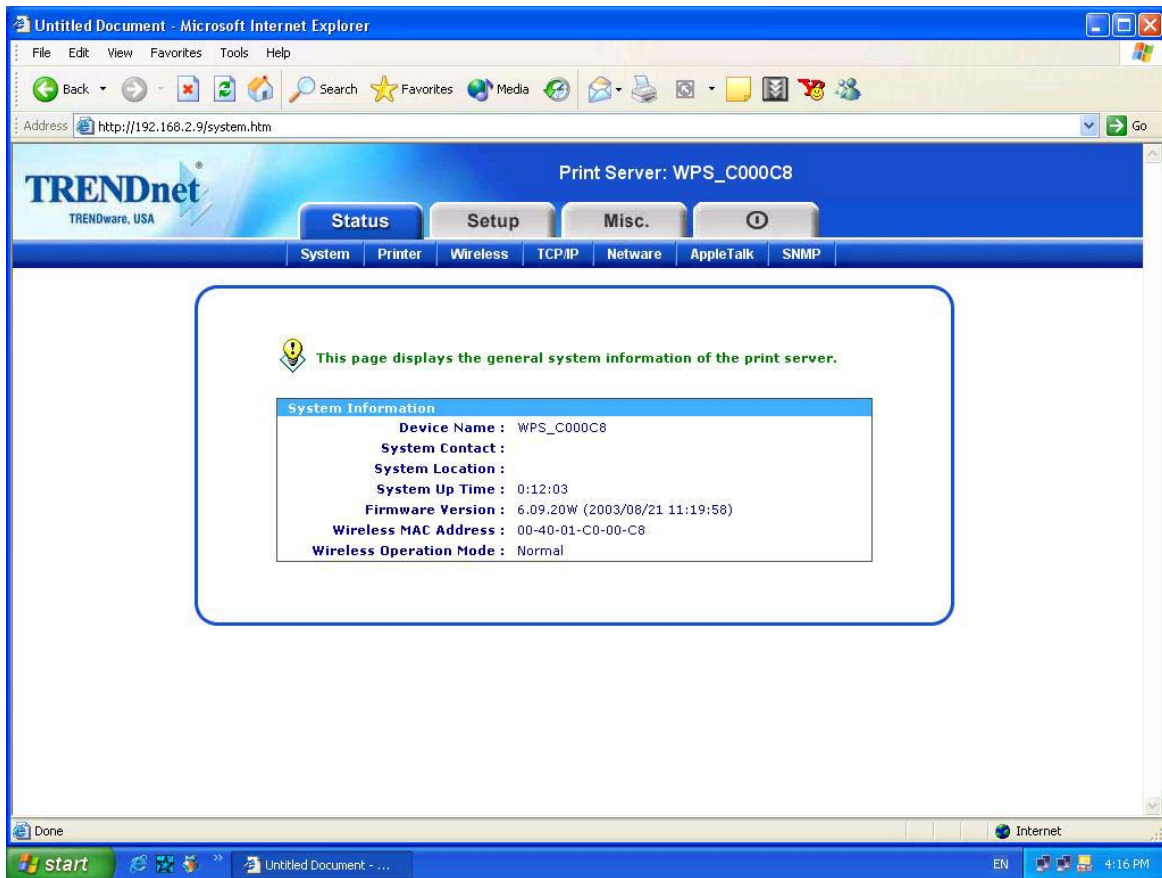 Untitled Document - Microsoft Internet Explorer
File Edit View Favorites Tools Help
Back Search Favorites Media
Address http://192.168.2.9/system.htm Go
TRENDnet®
TRENDware, USA
Print Server: WPS_C000C8
Status Setup Misc.
System Printer Wireless TCP/IP Netware AppleTalk SNMP
This page displays the general system information of the print server.
System Information
Device Name : WPS_C000C8
System Contact :
System Location :
System Up Time : 0:12:03
Firmware Version : 6.09.20W (2003/08/21 11:19:58)
Wireless MAC Address : 00-40-01-C0-00-C8
Wireless Operation Mode : Normal
Done Internet
start Untitled Document - ... EN 4:16 PM